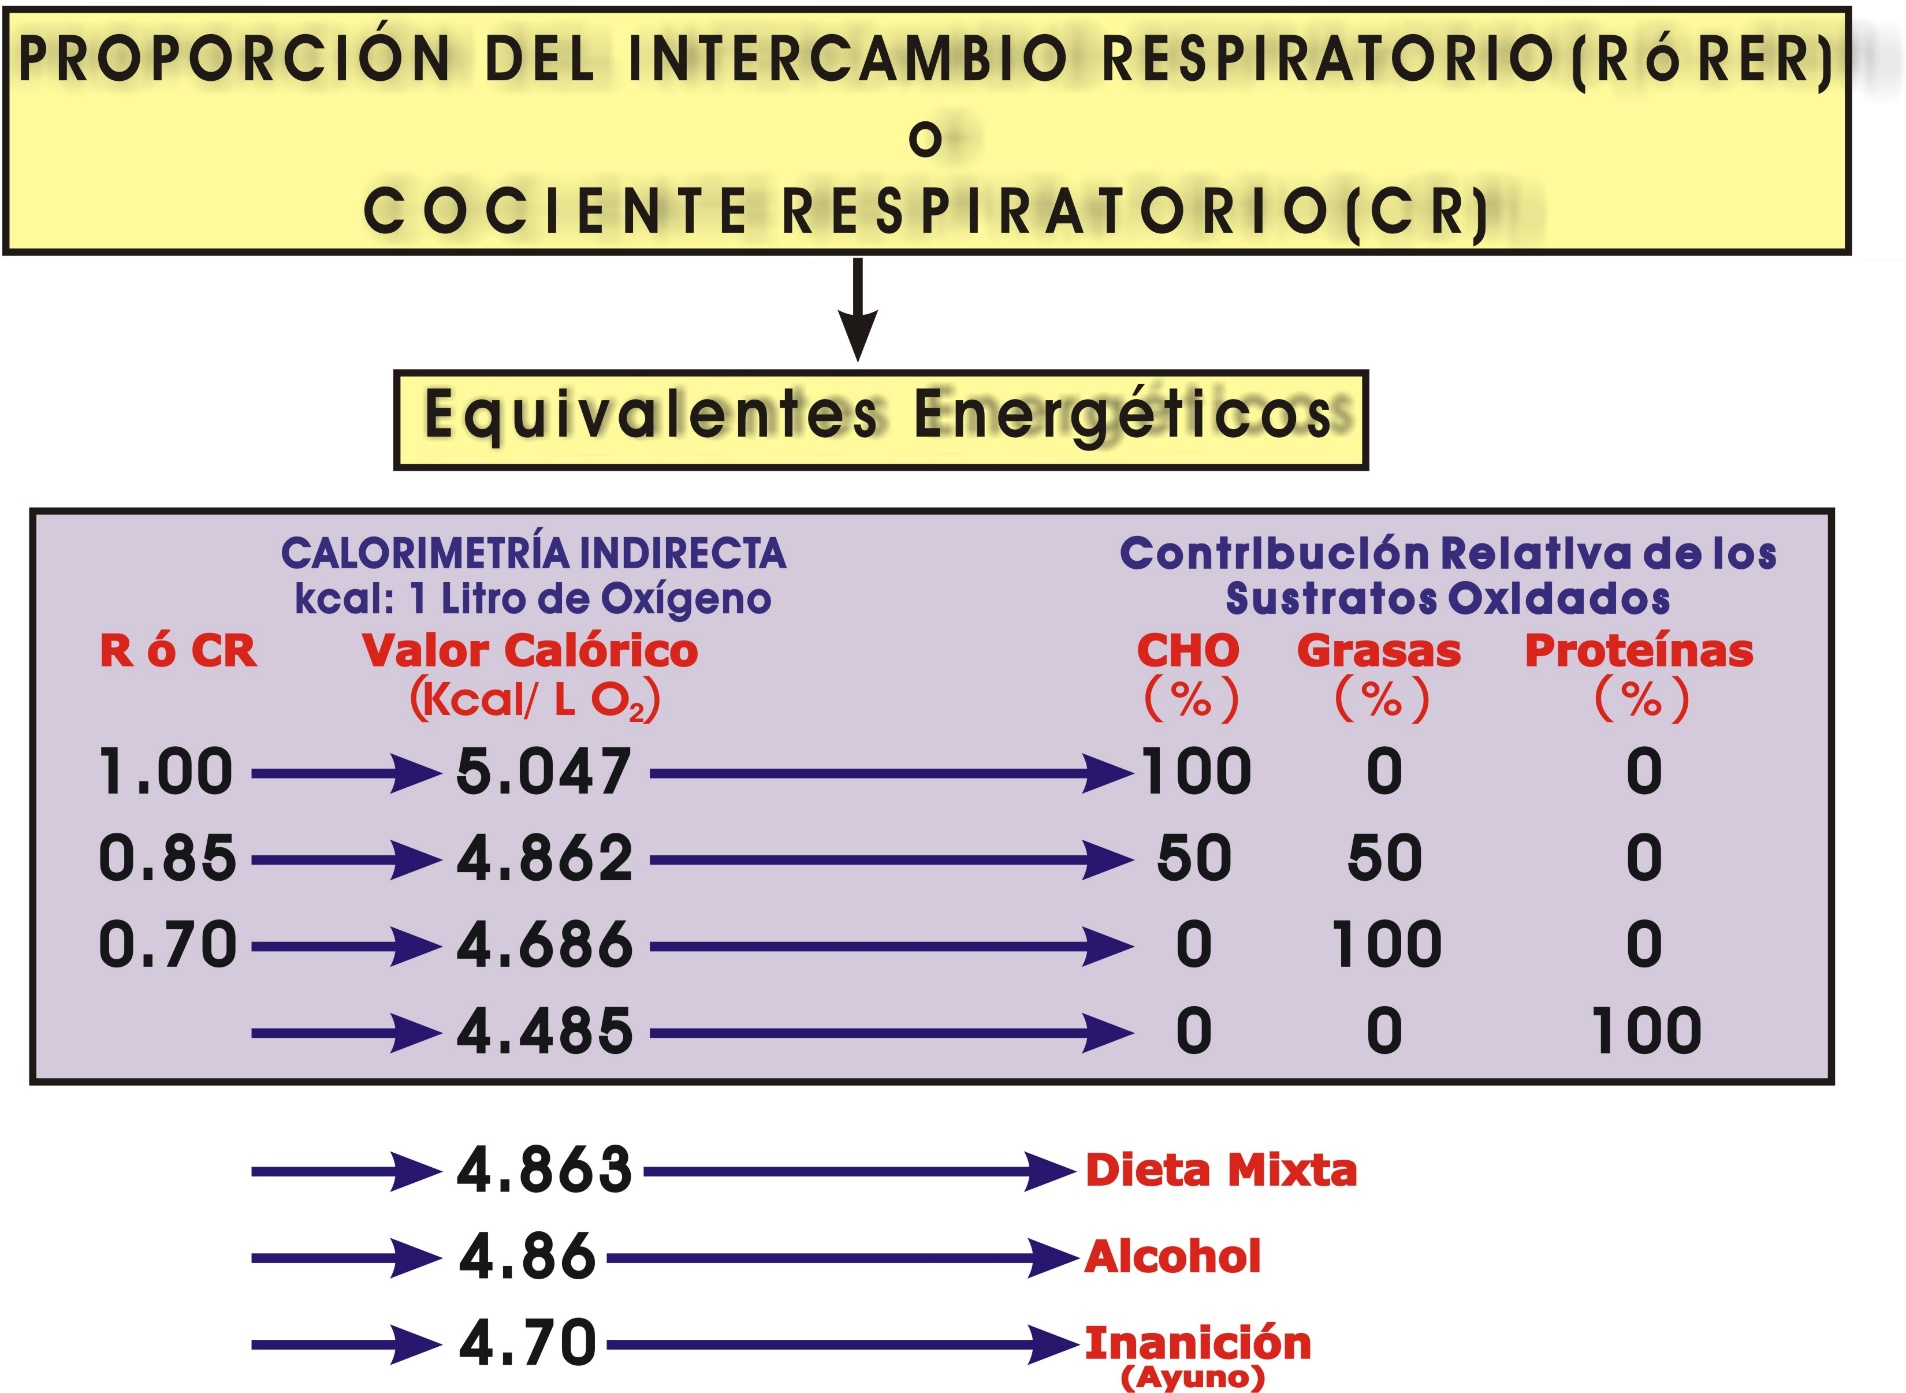 PROPORCIÓN DEL INTERCAMBIO RESPIRATORIO (R ó RER)
o
COCIENTE RESPIRATORIO (CR)
Equivalentes Energéticos
CALORIMETRÍA INDIRECTA
kcal: 1 Litro de Oxígeno
Contribución Relativa de los
Sustratos Oxidados
R ó CR Valor Calórico CHO Grasas Proteínas
(Kcal/ L O₂) (%) (%) (%)
1.00 5.047 100 0 0
0.85 4.862 50 50 0
0.70 4.686 0 100 0
4.485 0 0 100
4.863 Dieta Mixta
4.86 Alcohol
4.70 Inanición
(Ayuno)